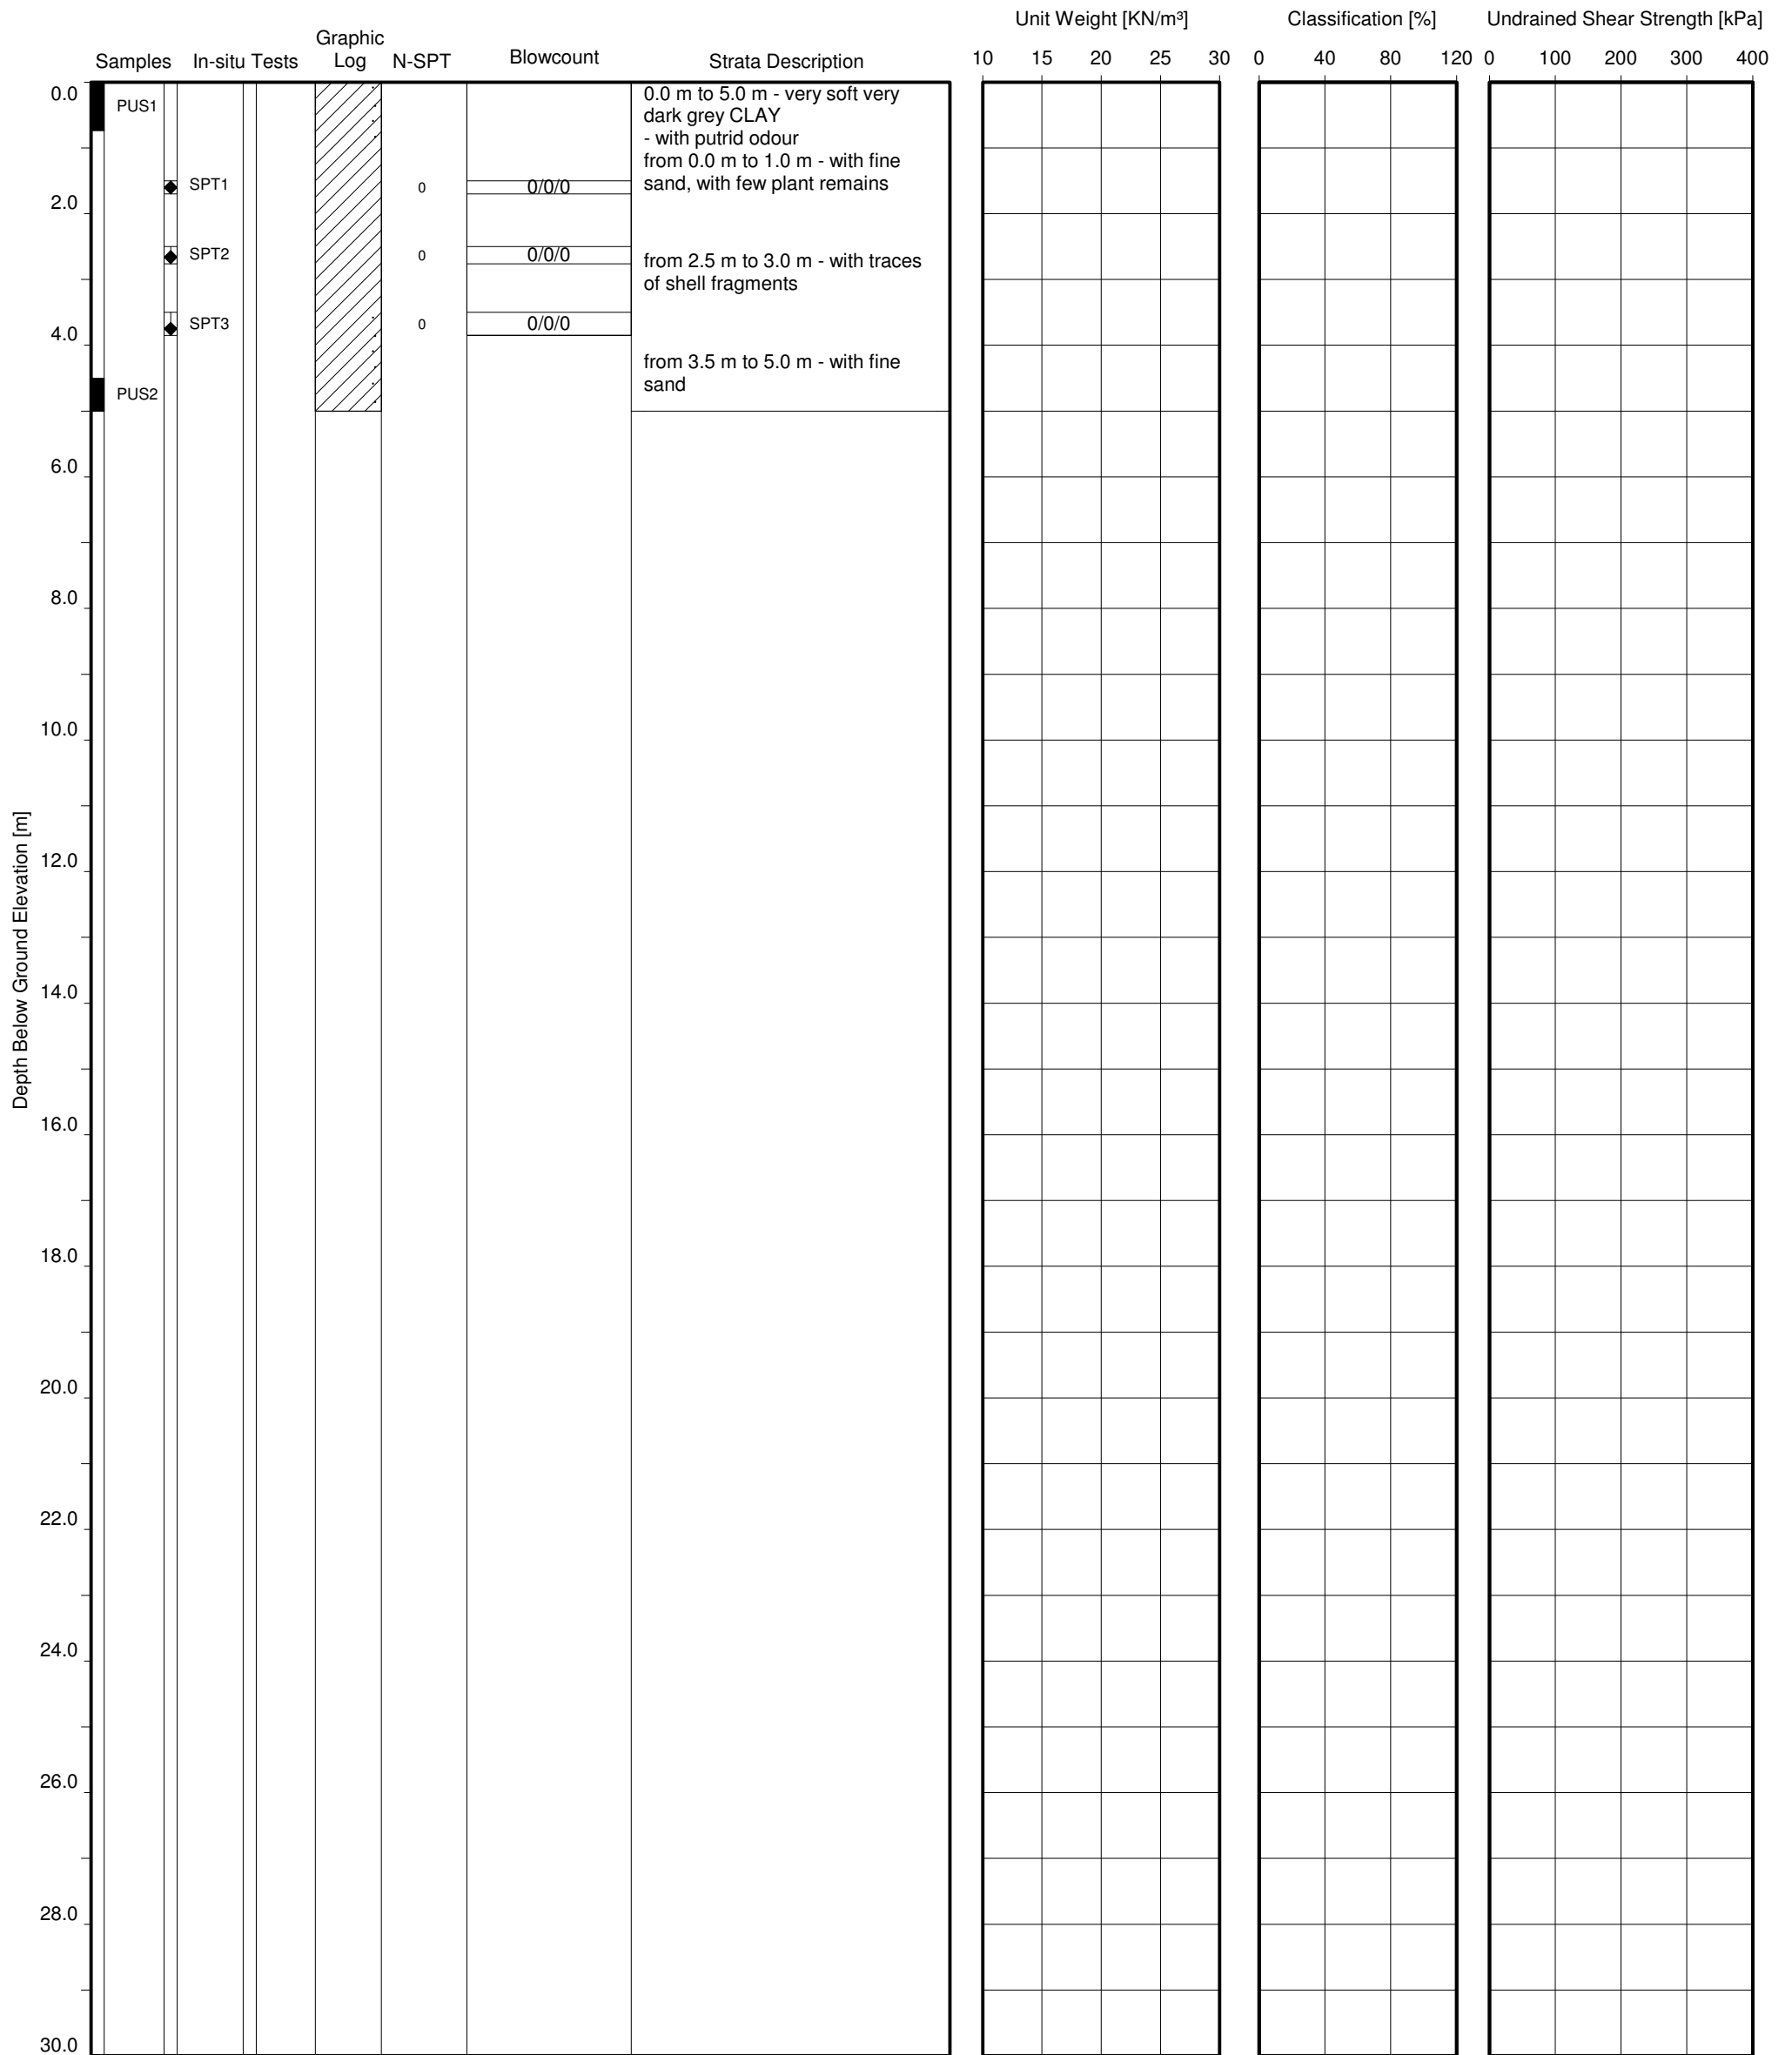 Unit Weight [KN/m³]
Classification [%]
Undrained Shear Strength [kPa]
Samples
In-situ Tests
Graphic
Log
N-SPT
Blowcount
Strata Description
10 15 20 25 30
0 40 80 120
0 100 200 300 400
0.0
PUS1
0.0 m to 5.0 m - very soft very
dark grey CLAY
- with putrid odour
from 0.0 m to 1.0 m - with fine
sand, with few plant remains
SPT1
0
0/0/0
2.0
SPT2
0
0/0/0
from 2.5 m to 3.0 m - with traces
of shell fragments
SPT3
0
0/0/0
4.0
from 3.5 m to 5.0 m - with fine
sand
PUS2
6.0
8.0
10.0
12.0
Depth Below Ground Elevation [m]
14.0
16.0
18.0
20.0
22.0
24.0
26.0
28.0
30.0